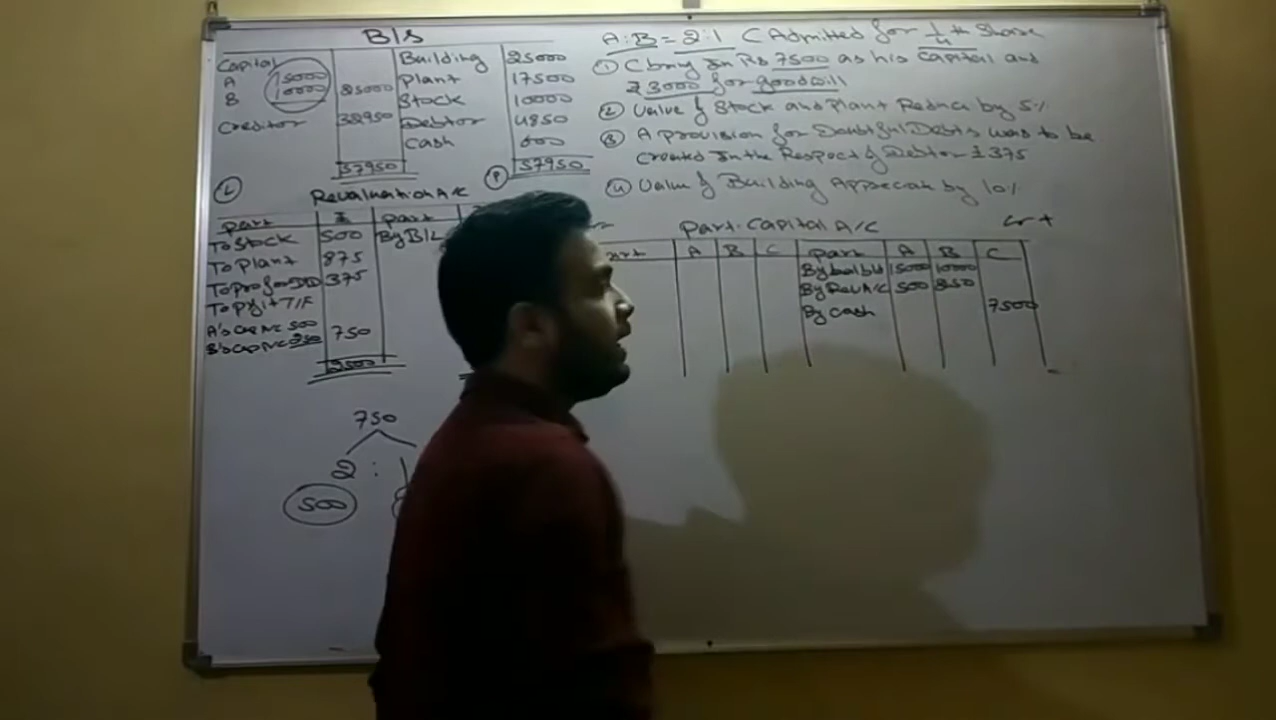 B/S
Capital Building 25000
A 15000 Plant 17500
B 10000 25000 Stock 10000
Creditor 32950 Debtor 4850
Cash 600
57950 57950
A:B = 2:1 C Admitted for 1/4th Share
① C bring in Rs 7500 as his capital and
₹ 3000 for goodwill
② Value of Stock and Plant Reduce by 5%
③ A provision for Doubtful Debts was to be
created in the Respect of Debtor ₹ 375
④ Value of Building Appreciate by 10%
Revaluation A/c
part ₹ part
To Stock 500 By B/L
To Plant 875
To pro for DD 375
To pyit T/F
A's Cap A/c 500
B's Cap A/c 250 750
2500
750
2 : 1
500
Part. Capital A/C Cr +
A B C part A B C
By bal b/d 15000 10000
By Rev A/c 500 250
By cash 7500